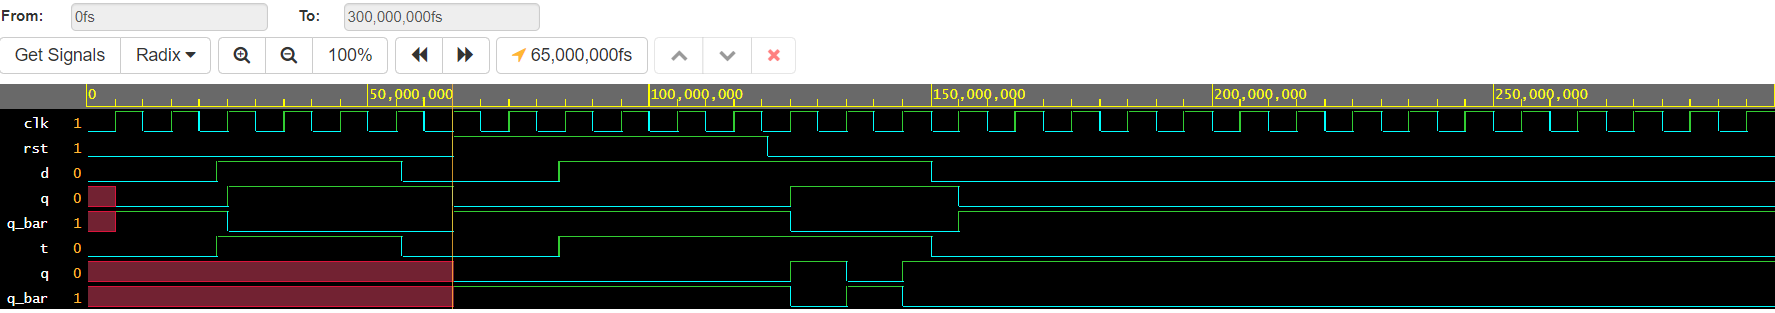 From: 0fs To: 300,000,000fs
Get Signals Radix 100% 65,000,000fs
0 50,000,000 100,000,000 150,000,000 200,000,000 250,000,000
clk 1
rst 1
d 0
q 0
q_bar 1
t 0
q 0
q_bar 1